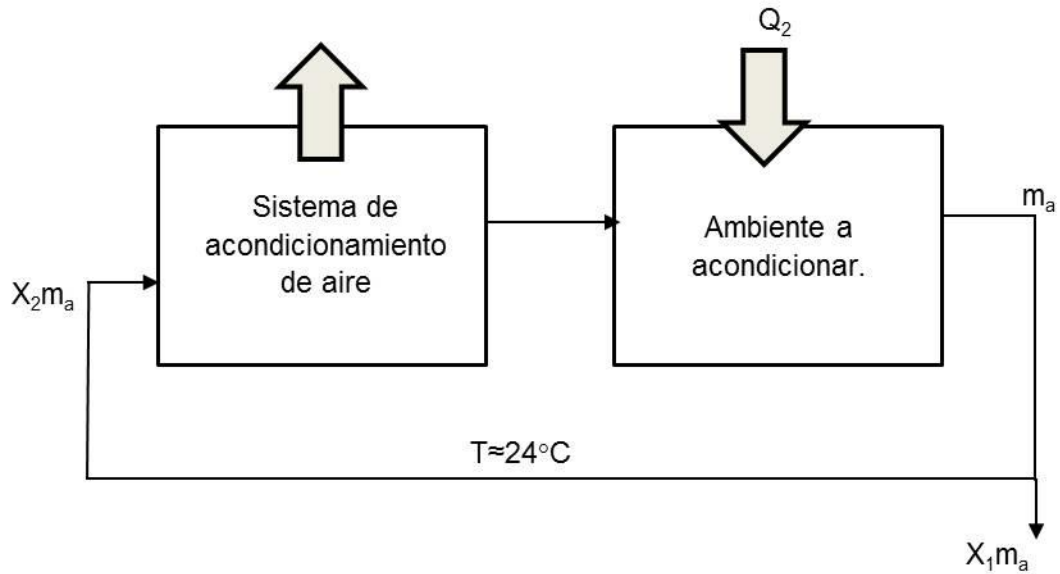 Q₂
Sistema de
acondicionamiento
de aire
Ambiente a
acondicionar.
mₐ
X₂mₐ
T≈24°C
X₁mₐ